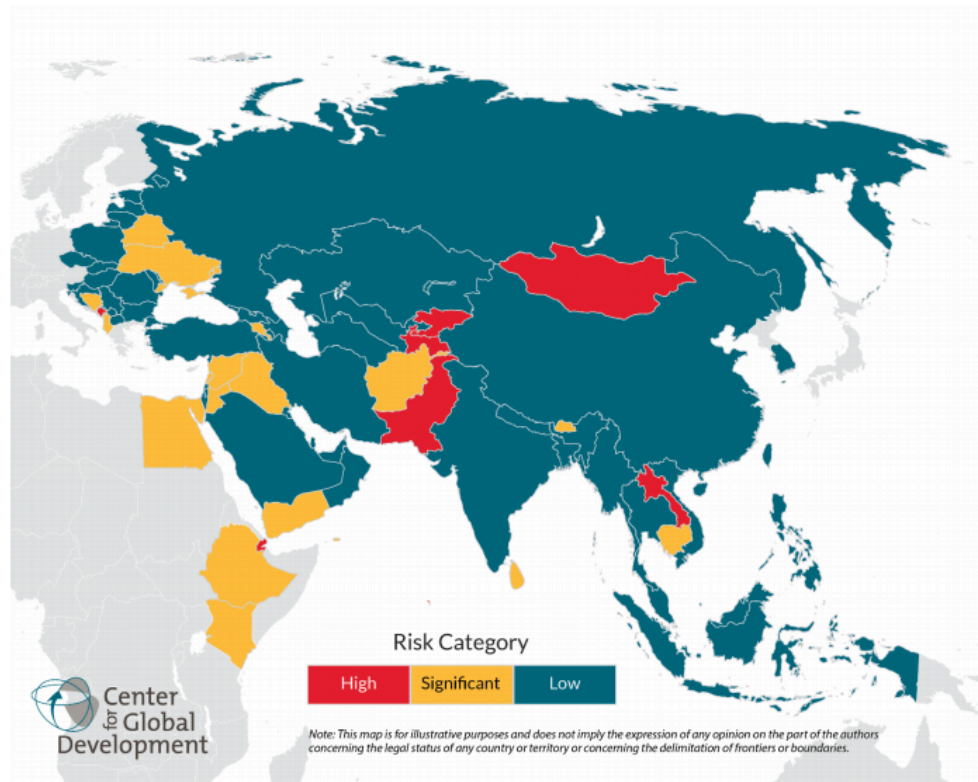 Risk Category
High
Significant
Low
Center
for Global
Development
Note: This map is for illustrative purposes and does not imply the expression of any opinion on the part of the authors
concerning the legal status of any country or territory or concerning the delimitation of frontiers or boundaries.